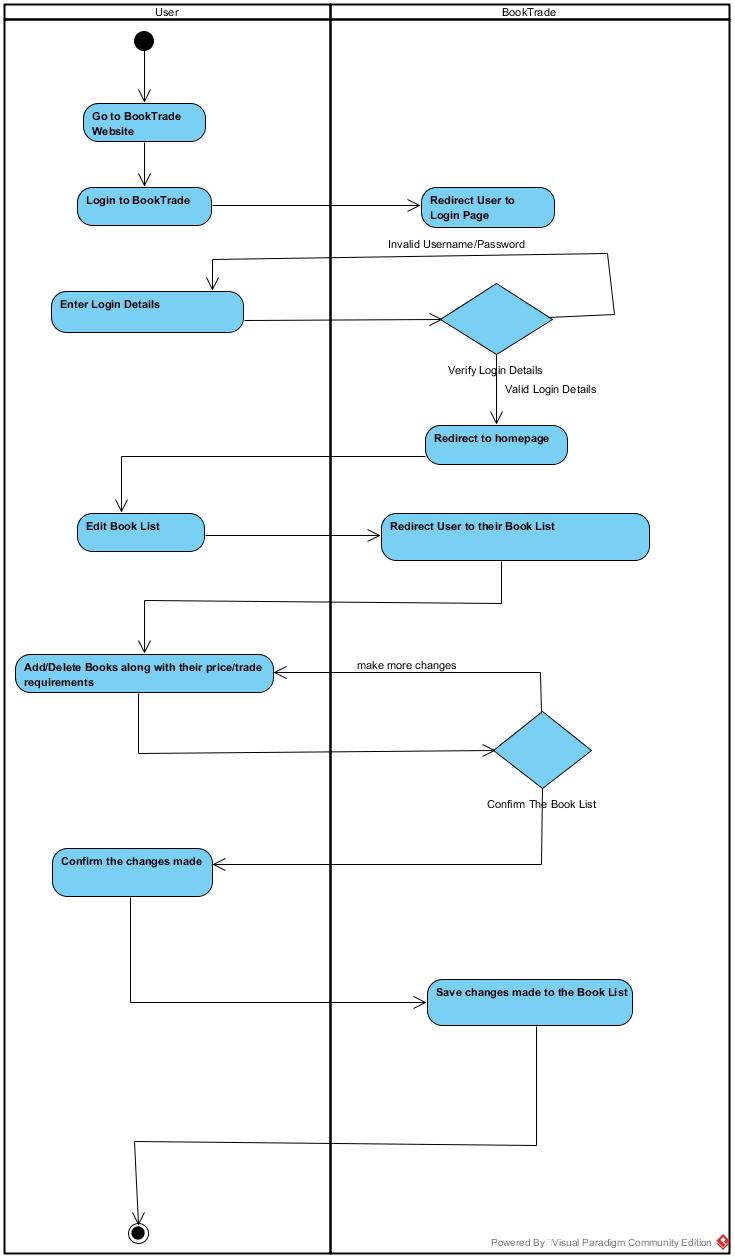 User
BookTrade
Go to BookTrade
Website
Login to BookTrade
Redirect User to
Login Page
Invalid Username/Password
Enter Login Details
Verify Login Details
Valid Login Details
Redirect to homepage
Edit Book List
Redirect User to their Book List
Add/Delete Books along with their price/trade
requirements
make more changes
Confirm The Book List
Confirm the changes made
Save changes made to the Book List
Powered By Visual Paradigm Community Edition